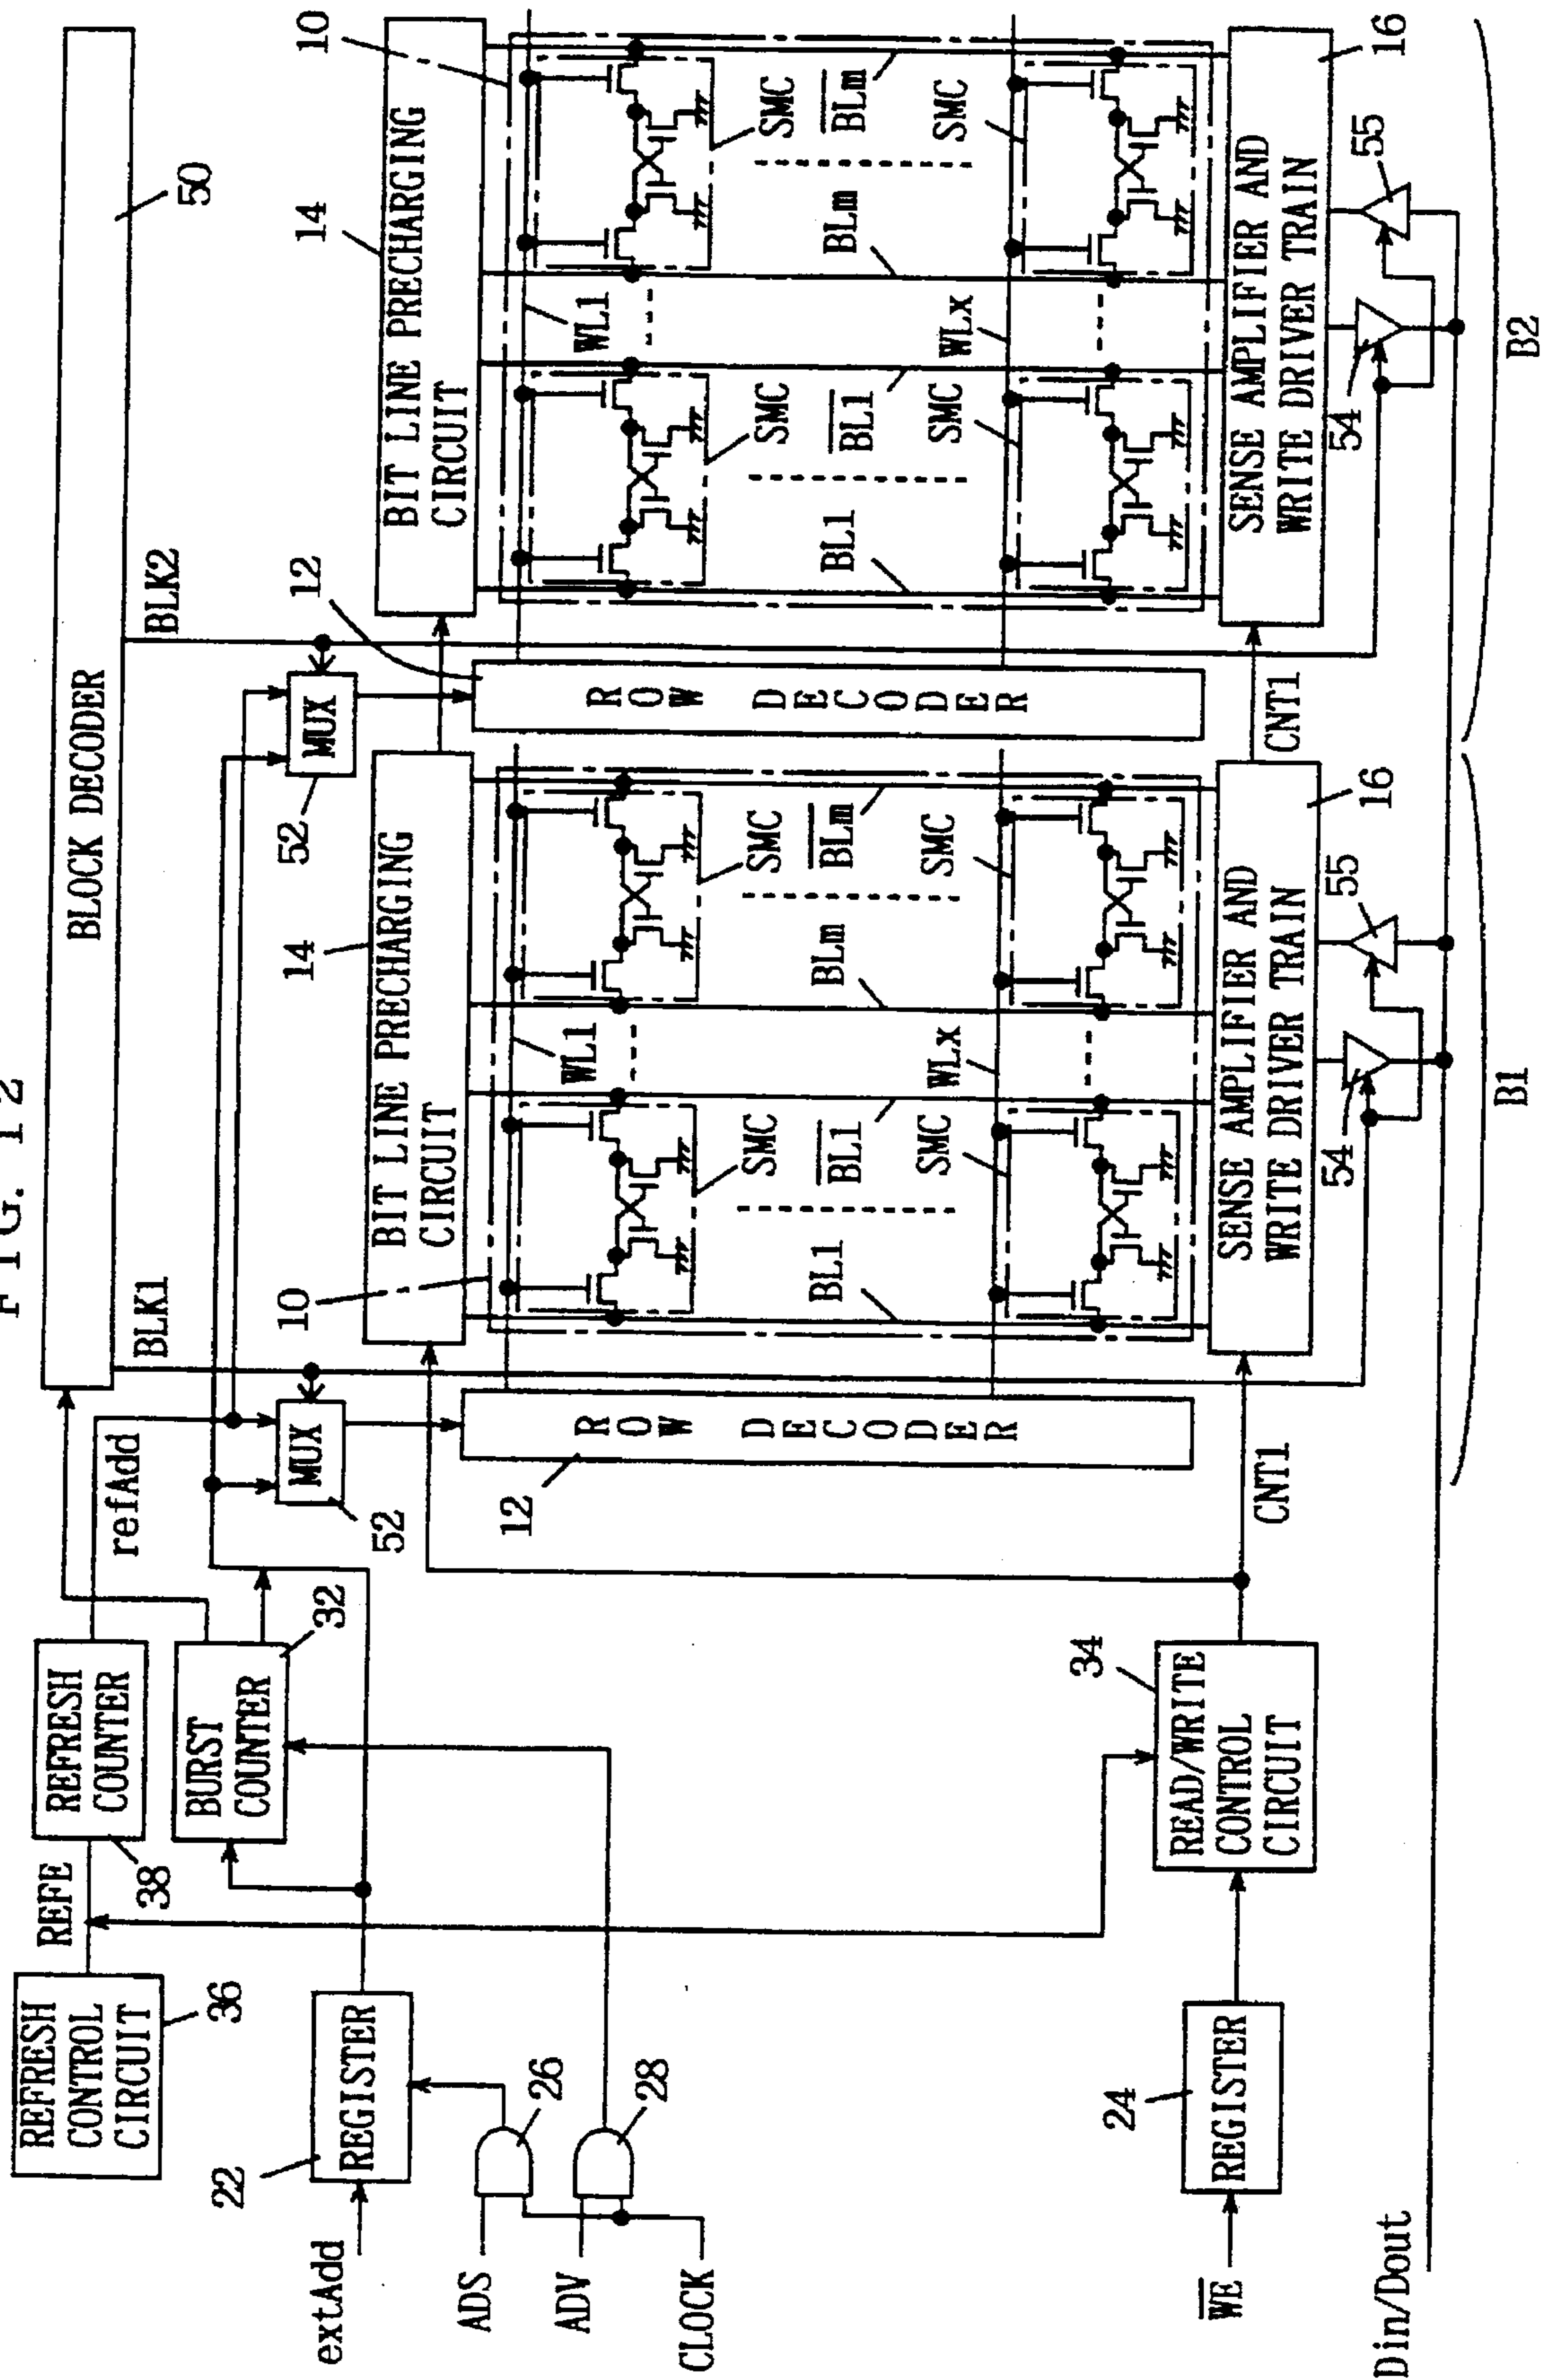 FIG. 12
REFRESH
CONTROL
CIRCUIT
36
REFE
REFRESH
COUNTER
38
refAdd
BLOCK DECODER
50
BLK1
BLK2
extAdd
22
REGISTER
BURST
COUNTER
32
ADS
26
ADV
28
CLOCK
MUX
52
MUX
52
12
ROW DECODER
12
ROW DECODER
10
14
BIT LINE PRECHARGING
CIRCUIT
WL1
SMC
SMC
BL1
BL1
BLm
BLm
WLx
SMC
SMC
SENSE AMPLIFIER AND
WRITE DRIVER TRAIN
16
54
55
B1
14
BIT LINE PRECHARGING
CIRCUIT
10
WL1
SMC
SMC
BL1
BL1
BLm
BLm
WLx
SMC
SMC
SENSE AMPLIFIER AND
WRITE DRIVER TRAIN
16
54
55
B2
WE
24
REGISTER
34
READ/WRITE
CONTROL
CIRCUIT
CNT1
CNT1
Din/Dout